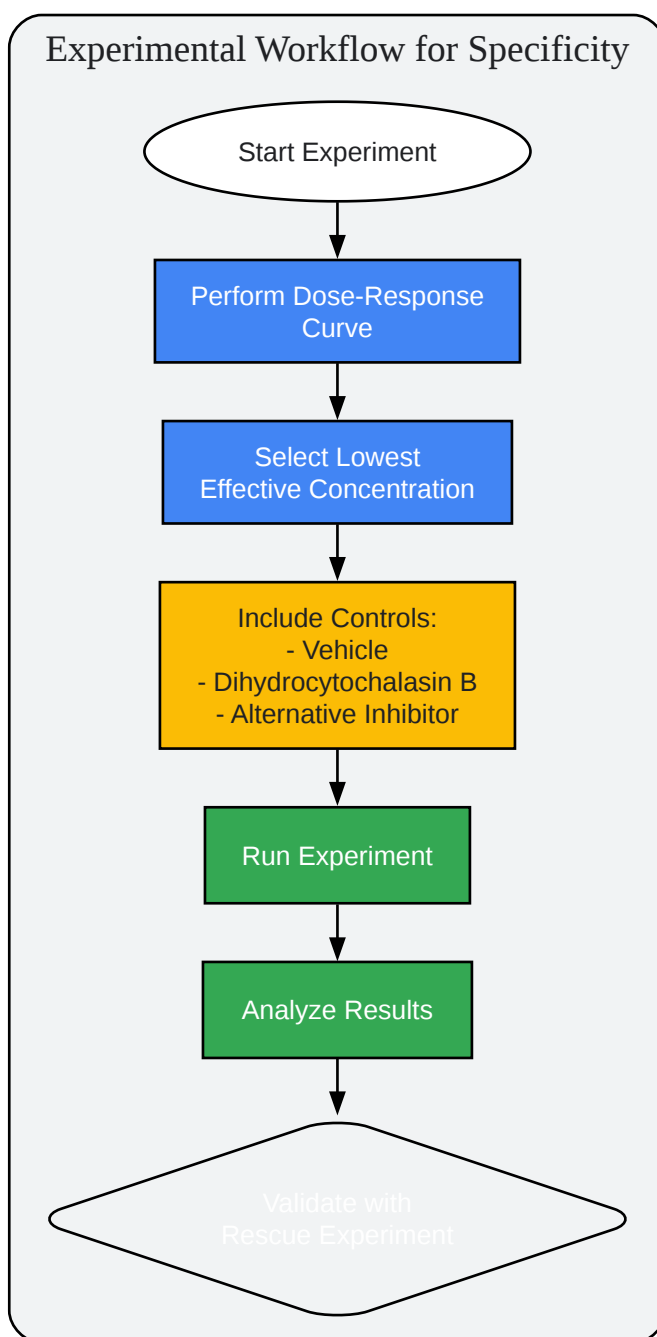 Experimental Workflow for Specificity
Start Experiment
Perform Dose-Response
Curve
Select Lowest
Effective Concentration
Include Controls:
- Vehicle
- Dihydrocytochalasin B
- Alternative Inhibitor
Run Experiment
Analyze Results
Validate with
Rescue Experiment